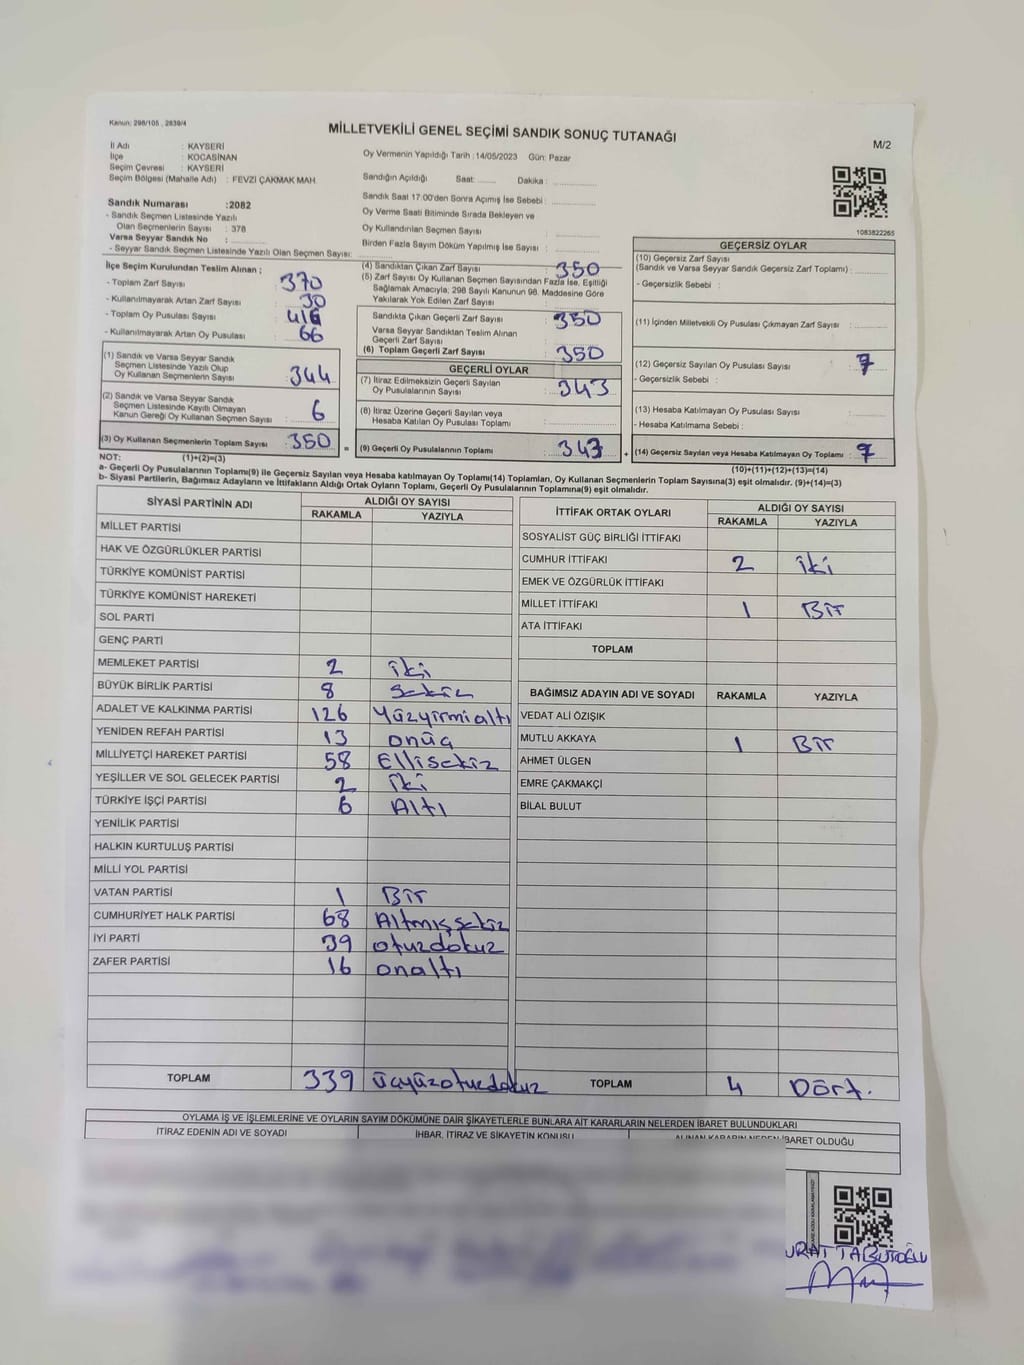 Kanun: 298/105 , 2839/4
MİLLETVEKİLİ GENEL SEÇİMİ SANDIK SONUÇ TUTANAĞI
M/2
İl Adı : KAYSERİ
İlçe : KOCASİNAN
Seçim Çevresi : KAYSERİ
Seçim Bölgesi (Mahalle Adı) : FEVZİ ÇAKMAK MAH.
Oy Vermenin Yapıldığı Tarih : 14/05/2023 Gün: Pazar
Sandığın Açıldığı Saat: ........ Dakika : ....................
Sandık Saat 17:00'den Sonra Açımış İse Sebebi : ....................
Oy Verme Saati Bitiminde Sırada Bekleyen ve
Oy Kullandırılan Seçmen Sayısı : ....................
Birden Fazla Sayım Döküm Yapılmış İse Sayısı : ....................
1083822265
Sandık Numarası :2082
- Sandık Seçmen Listesinde Yazılı
Olan Seçmenlerin Sayısı : 378
Varsa Seyyar Sandık No : ....................
- Seyyar Sandık Seçmen Listesinde Yazılı Olan Seçmen Sayısı: ....................
İlçe Seçim Kurulundan Teslim Alınan ;
- Toplam Zarf Sayısı : 370
- Kullanılmayarak Artan Zarf Sayısı : 30
- Toplam Oy Pusulası Sayısı : 416
- Kullanılmayarak Artan Oy Pusulası : 66
(1) Sandık ve Varsa Seyyar Sandık
Seçmen Listesinde Yazılı Olup
Oy Kullanan Seçmenlerin Sayısı : 344
(2) Sandık ve Varsa Seyyar Sandık
Seçmen Listesinde Kayıtlı Olmayan
Kanun Gereği Oy Kullanan Seçmen Sayısı : 6
(3) Oy Kullanan Seçmenlerin Toplam Sayısı : 350 =
(4) Sandıktan Çıkan Zarf Sayısı : 350
(5) Zarf Sayısı Oy Kullanan Seçmen Sayısından Fazla İse, Eşitliği
Sağlamak Amacıyla, 298 Sayılı Kanunun 98. Maddesine Göre
Yakılarak Yok Edilen Zarf Sayısı : ....................
Sandıkta Çıkan Geçerli Zarf Sayısı : 350
Varsa Seyyar Sandıktan Teslim Alınan
Geçerli Zarf Sayısı : ....................
(6) Toplam Geçerli Zarf Sayısı : 350
GEÇERLİ OYLAR
(7) İtiraz Edilmeksizin Geçerli Sayılan
Oy Pusulalarının Sayısı : 343
(8) İtiraz Üzerine Geçerli Sayılan veya
Hesaba Katılan Oy Pusulası Toplamı : ....................
(9) Geçerli Oy Pusulalarının Toplamı : 343 +
GEÇERSİZ OYLAR
(10) Geçersiz Zarf Sayısı
(Sandık ve Varsa Seyyar Sandık Geçersiz Zarf Toplamı) : ............
- Geçersizlik Sebebi :
(11) İçinden Milletvekili Oy Pusulası Çıkmayan Zarf Sayısı : ............
(12) Geçersiz Sayılan Oy Pusulası Sayısı : 7
- Geçersizlik Sebebi :
(13) Hesaba Katılmayan Oy Pusulası Sayısı : ............
- Hesaba Katılmama Sebebi :
(14) Geçersiz Sayılan veya Hesaba Katılmayan Oy Toplamı : 7
NOT: (1)+(2)=(3)
(10)+(11)+(12)+(13)=(14)
a- Geçerli Oy Pusulalarının Toplamı(9) ile Geçersiz Sayılan veya Hesaba katılmayan Oy Toplamı(14) Toplamları, Oy Kullanan Seçmenlerin Toplam Sayısına(3) eşit olmalıdır. (9)+(14)=(3)
b- Siyasi Partilerin, Bağımsız Adayların ve İttifakların Aldığı Ortak Oyların Toplamı, Geçerli Oy Pusulalarının Toplamına(9) eşit olmalıdır.
SİYASİ PARTİNİN ADI ALDIĞI OY SAYISI
RAKAMLA YAZIYLA
MİLLET PARTİSİ
HAK VE ÖZGÜRLÜKLER PARTİSİ
TÜRKİYE KOMÜNİST PARTİSİ
TÜRKİYE KOMÜNİST HAREKETİ
SOL PARTİ
GENÇ PARTİ
MEMLEKET PARTİSİ 2 iki
BÜYÜK BİRLİK PARTİSİ 8 sekiz
ADALET VE KALKINMA PARTİSİ 126 yüzyirmialtı
YENİDEN REFAH PARTİSİ 13 onüç
MİLLİYETÇİ HAREKET PARTİSİ 58 Ellisekiz
YEŞİLLER VE SOL GELECEK PARTİSİ 2 iki
TÜRKİYE İŞÇİ PARTİSİ 6 Altı
YENİLİK PARTİSİ
HALKIN KURTULUŞ PARTİSİ
MİLLİ YOL PARTİSİ
VATAN PARTİSİ 1 Bir
CUMHURİYET HALK PARTİSİ 68 Altmışsekiz
İYİ PARTİ 39 otuzdokuz
ZAFER PARTİSİ 16 onaltı
TOPLAM 339 üçyüzotuzdokuz
İTTİFAK ORTAK OYLARI ALDIĞI OY SAYISI
RAKAMLA YAZIYLA
SOSYALİST GÜÇ BİRLİĞİ İTTİFAKI
CUMHUR İTTİFAKI 2 iki
EMEK VE ÖZGÜRLÜK İTTİFAKI
MİLLET İTTİFAKI 1 Bir
ATA İTTİFAKI
TOPLAM
BAĞIMSIZ ADAYIN ADI VE SOYADI RAKAMLA YAZIYLA
VEDAT ALİ ÖZIŞIK
MUTLU AKKAYA 1 Bir
AHMET ÜLGEN
EMRE ÇAKMAKÇİ
BİLAL BULUT
TOPLAM 4 Dört.
OYLAMA İŞ VE İŞLEMLERİNE VE OYLARIN SAYIM DÖKÜMÜNE DAİR ŞİKAYETLERLE BUNLARA AİT KARARLARIN NELERDEN İBARET BULUNDUKLARI
İTİRAZ EDENİN ADI VE SOYADI İHBAR, İTİRAZ VE ŞİKAYETİN KONUSU ALINAN KARARIN NEDEN İBARET OLDUĞU
URAT TABUTOĞLU